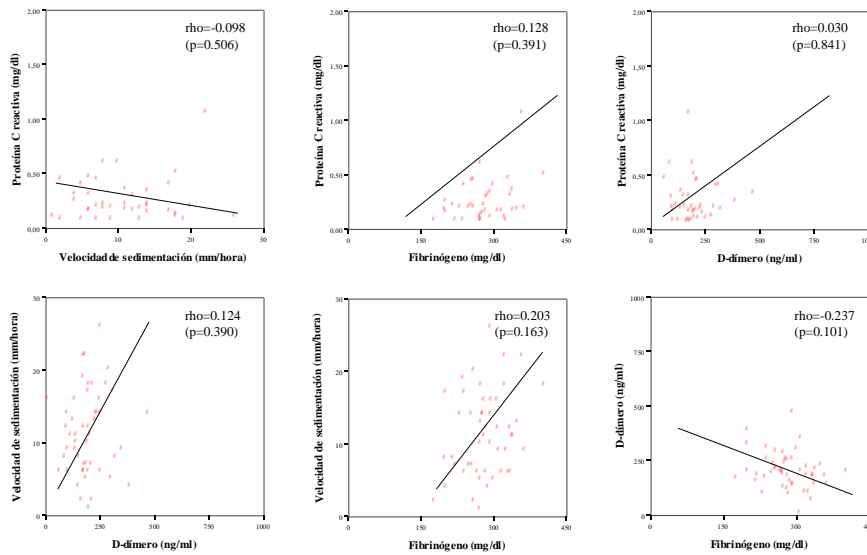 2,00
1,50
1,00
0,50
0,00
0
10
20
30
Proteína C reactiva (mg/dl)
Velocidad de sedimentación (mm/hora)
rho=-0.098
(p=0.506)
2,00
1,50
1,00
0,50
0,00
0
150
300
450
Proteína C reactiva (mg/dl)
Fibrinógeno (mg/dl)
rho=0.128
(p=0.391)
2,00
1,50
1,00
0,50
0,00
0
250
500
750
Proteína C reactiva (mg/dl)
D-dímero (ng/ml)
rho=0.030
(p=0.841)
30
20
10
0
0
250
500
750
1000
Velocidad de sedimentación (mm/hora)
D-dímero (ng/ml)
rho=0.124
(p=0.390)
30
20
10
0
0
150
300
450
Velocidad de sedimentación (mm/hora)
Fibrinógeno (mg/dl)
rho=0.203
(p=0.163)
1000
750
500
250
0
0
150
300
D-dímero (ng/ml)
Fibrinógeno (mg/dl)
rho=-0.237
(p=0.101)